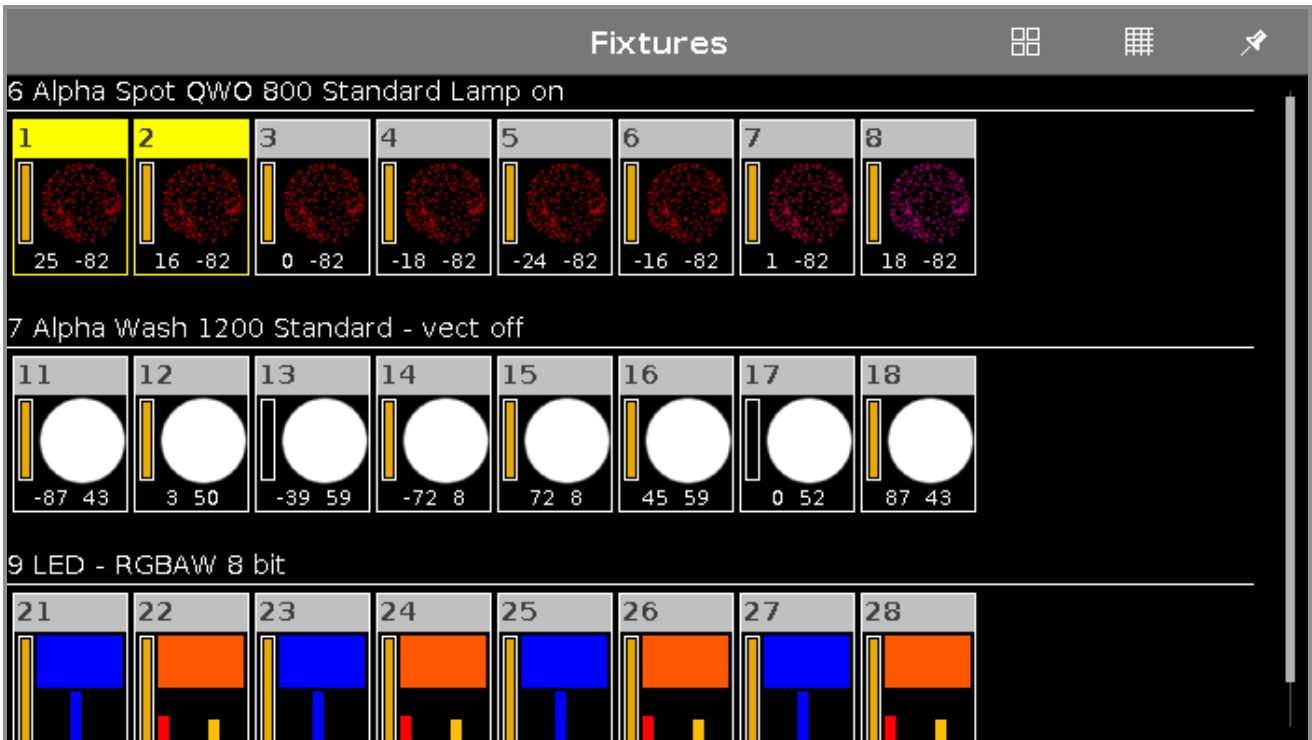 Fixtures
6 Alpha Spot QWO 800 Standard Lamp on
1 2 3 4 5 6 7 8
25 -82 16 -82 0 -82 -18 -82 -24 -82 -16 -82 1 -82 18 -82
7 Alpha Wash 1200 Standard - vect off
11 12 13 14 15 16 17 18
-87 43 3 50 -39 59 -72 8 72 8 45 59 0 52 87 43
9 LED - RGBAW 8 bit
21 22 23 24 25 26 27 28